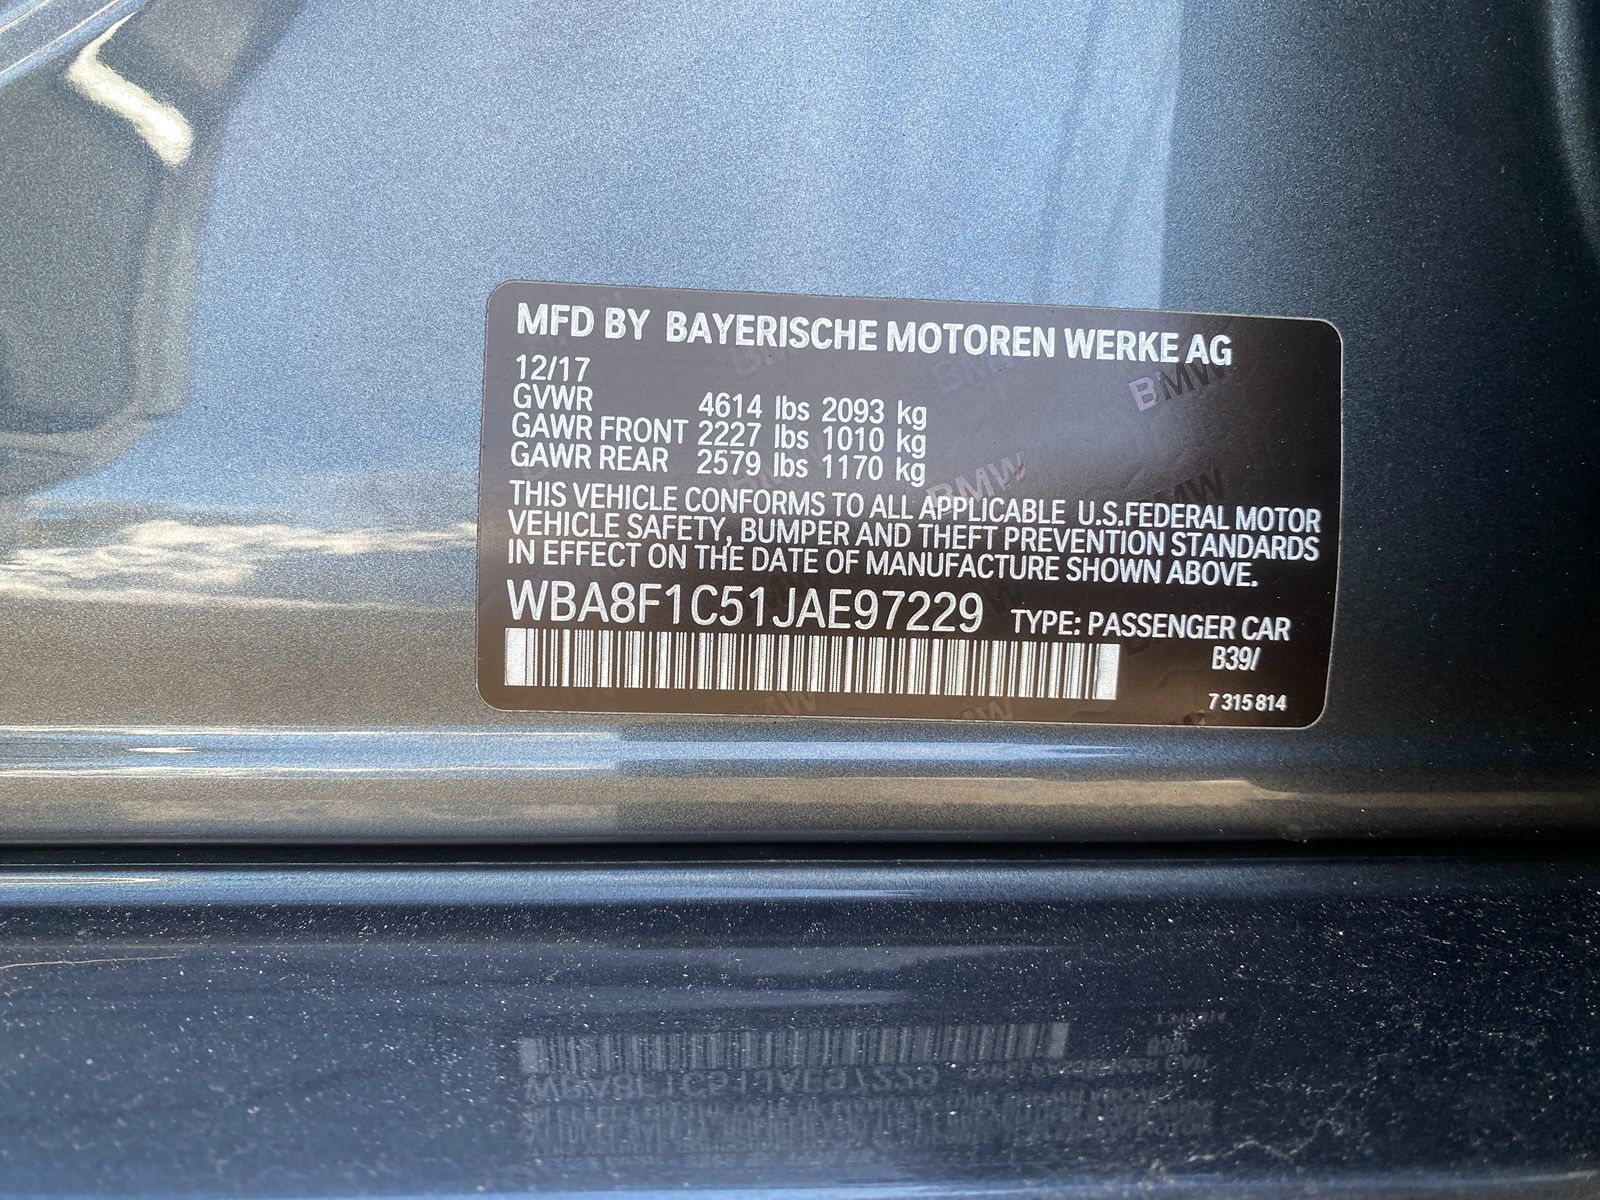 MFD BY BAYERISCHE MOTOREN WERKE AG
12/17
GVWR 4614 lbs 2093 kg
GAWR FRONT 2227 lbs 1010 kg
GAWR REAR 2579 lbs 1170 kg
THIS VEHICLE CONFORMS TO ALL APPLICABLE U.S.FEDERAL MOTOR
VEHICLE SAFETY, BUMPER AND THEFT PREVENTION STANDARDS
IN EFFECT ON THE DATE OF MANUFACTURE SHOWN ABOVE.
WBA8F1C51JAE97229 TYPE: PASSENGER CAR
B39/
7 315 814
BMW
BMW
BMW